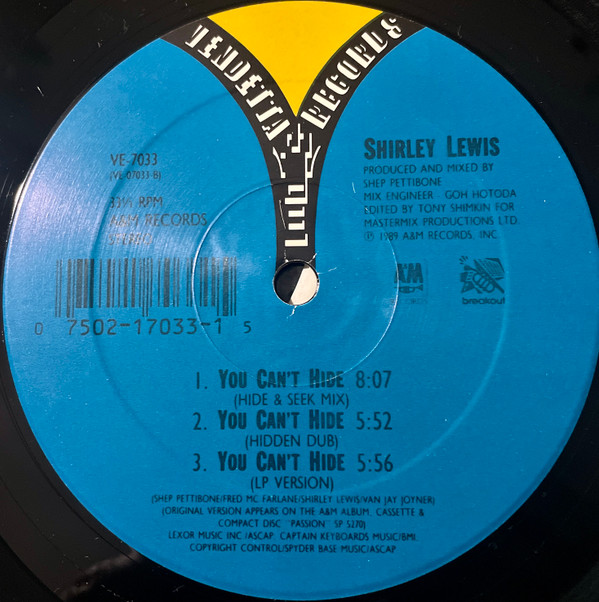 VENDETTA RECORDS
VE-7033
(VE-07033-B)
33⅓ RPM
A&M RECORDS
STEREO
SHIRLEY LEWIS
PRODUCED AND MIXED BY
SHEP PETTIBONE
MIX ENGINEER - GOH HOTODA
EDITED BY TONY SHIMKIN FOR
MASTERMIX PRODUCTIONS LTD.
℗ 1989 A&M RECORDS, INC.
A&M
RECORDS
breakout
0 7502-17033-1 5
1. YOU CAN'T HIDE 8:07
(HIDE & SEEK MIX)
2. YOU CAN'T HIDE 5:52
(HIDDEN DUB)
3. YOU CAN'T HIDE 5:56
(LP VERSION)
(SHEP PETTIBONE/FRED MC FARLANE/SHIRLEY LEWIS/VAN JAY JOYNER)
(ORIGINAL VERSION APPEARS ON THE A&M ALBUM, CASSETTE &
COMPACT DISC "PASSION" SP 5270)
LEXOR MUSIC INC./ASCAP. CAPTAIN KEYBOARDS MUSIC/BMI.
COPYRIGHT CONTROL/SPYDER BASE MUSIC/ASCAP